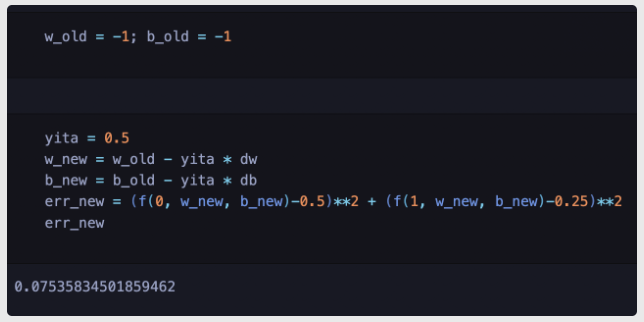 w_old = -1; b_old = -1
yita = 0.5
w_new = w_old - yita * dw
b_new = b_old - yita * db
err_new = (f(0, w_new, b_new)-0.5)**2 + (f(1, w_new, b_new)-0.25)**2
err_new
0.07535834501859462